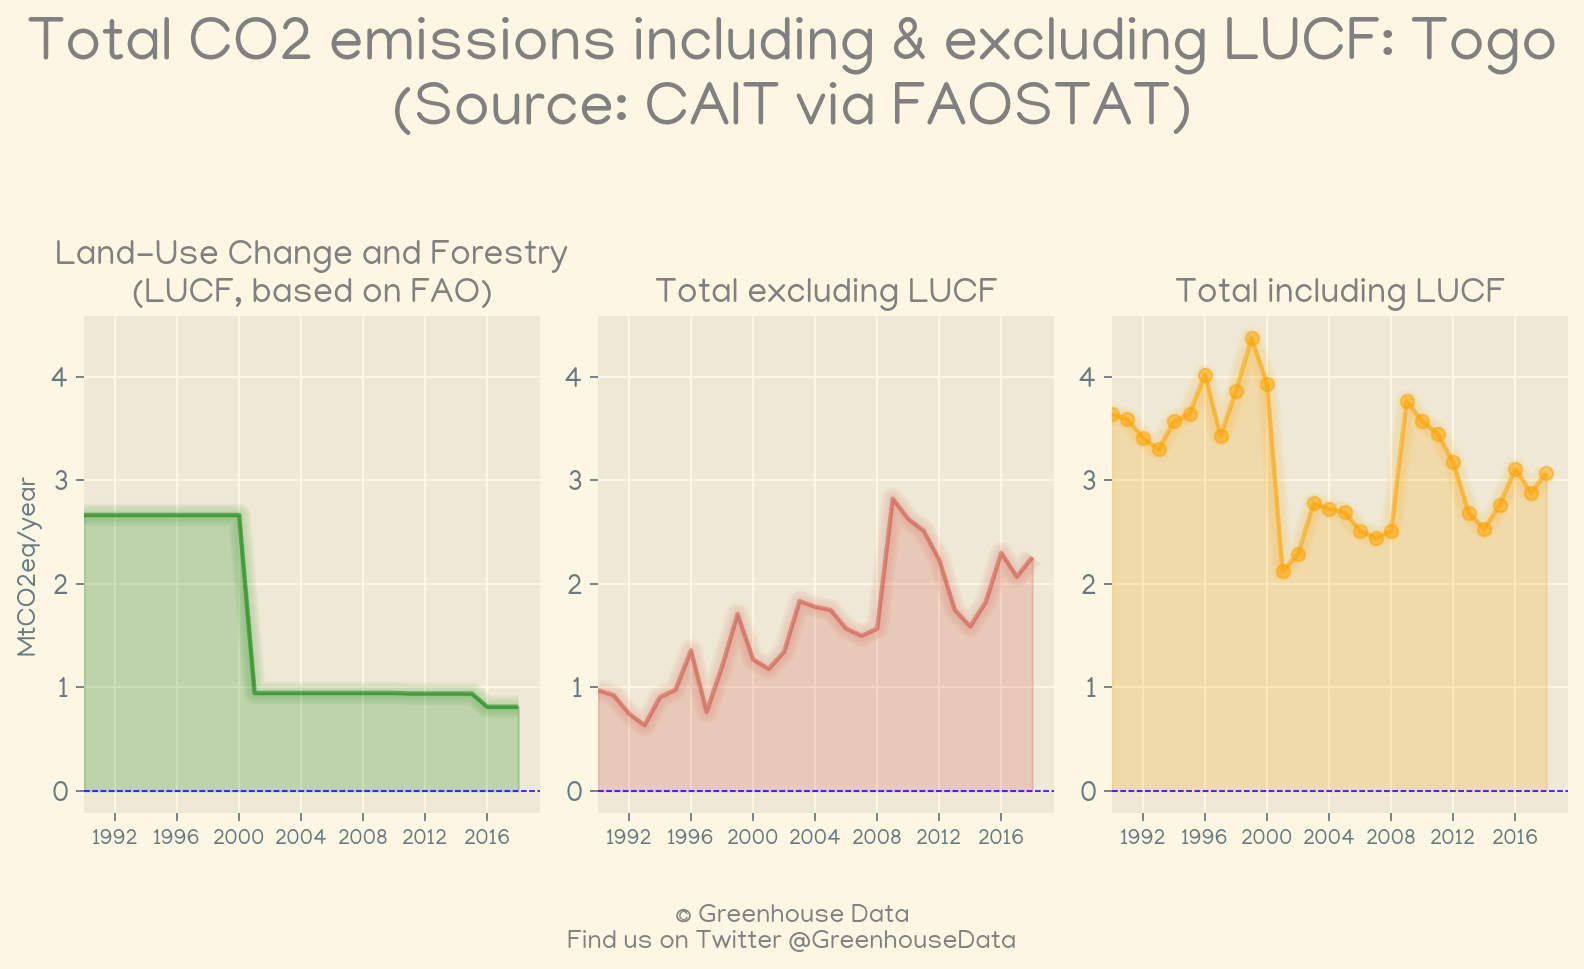 Total CO2 emissions including & excluding LUCF: Togo
(Source: CAIT via FAOSTAT)
Land-Use Change and Forestry
(LUCF, based on FAO)
Total excluding LUCF
Total including LUCF
MtCO2eq/year
4
3
2
1
0
1992 1996 2000 2004 2008 2012 2016
4
3
2
1
0
1992 1996 2000 2004 2008 2012 2016
4
3
2
1
0
1992 1996 2000 2004 2008 2012 2016
© Greenhouse Data
Find us on Twitter @GreenhouseData